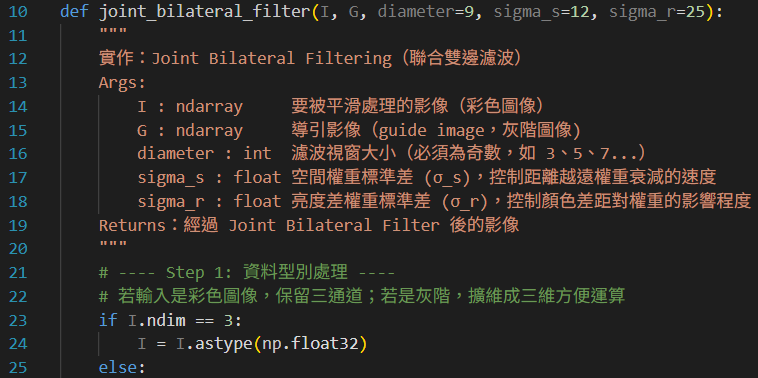 10 def joint_bilateral_filter(I, G, diameter=9, sigma_s=12, sigma_r=25):
11     """
12     實作：Joint Bilateral Filtering（聯合雙邊濾波）
13     Args:
14         I : ndarray     要被平滑處理的影像（彩色圖像）
15         G : ndarray     導引影像（guide image，灰階圖像)
16         diameter : int  濾波視窗大小（必須為奇數，如 3、5、7...）
17         sigma_s : float 空間權重標準差 (σ_s)，控制距離越遠權重衰減的速度
18         sigma_r : float 亮度差權重標準差 (σ_r)，控制顏色差距對權重的影響程度
19     Returns：經過 Joint Bilateral Filter 後的影像
20     """
21     # ---- Step 1: 資料型別處理 ----
22     # 若輸入是彩色圖像，保留三通道；若是灰階，擴維成三維方便運算
23     if I.ndim == 3:
24         I = I.astype(np.float32)
25     else: